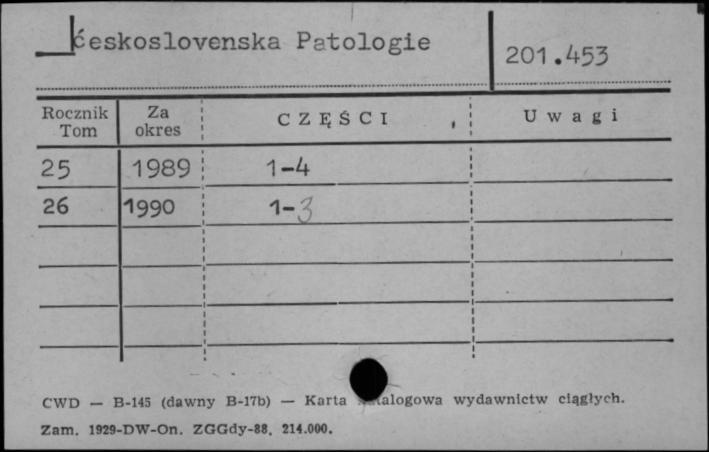 Československa Patologie
201.453
Rocznik Tom Za okres CZĘŚCI Uwagi
25 1989 1-4
26 1990 1-3
CWD — B-145 (dawny B-17b) — Karta wydawnictw ciągłych.
Zam. 1929-DW-On. ZGGdy-88. 214.000.